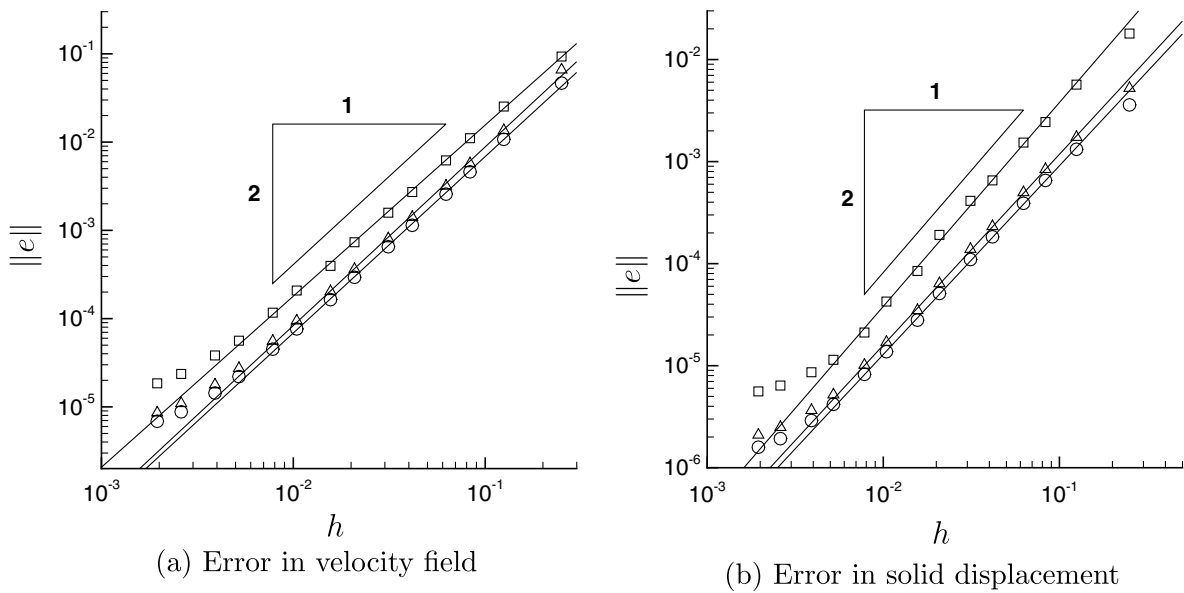 10⁻¹
10⁻²
10⁻³
10⁻⁴
10⁻⁵
‖e‖
1
2
10⁻³ 10⁻² 10⁻¹
h
(a) Error in velocity field
10⁻²
10⁻³
10⁻⁴
10⁻⁵
10⁻⁶
‖e‖
1
2
10⁻³ 10⁻² 10⁻¹
h
(b) Error in solid displacement